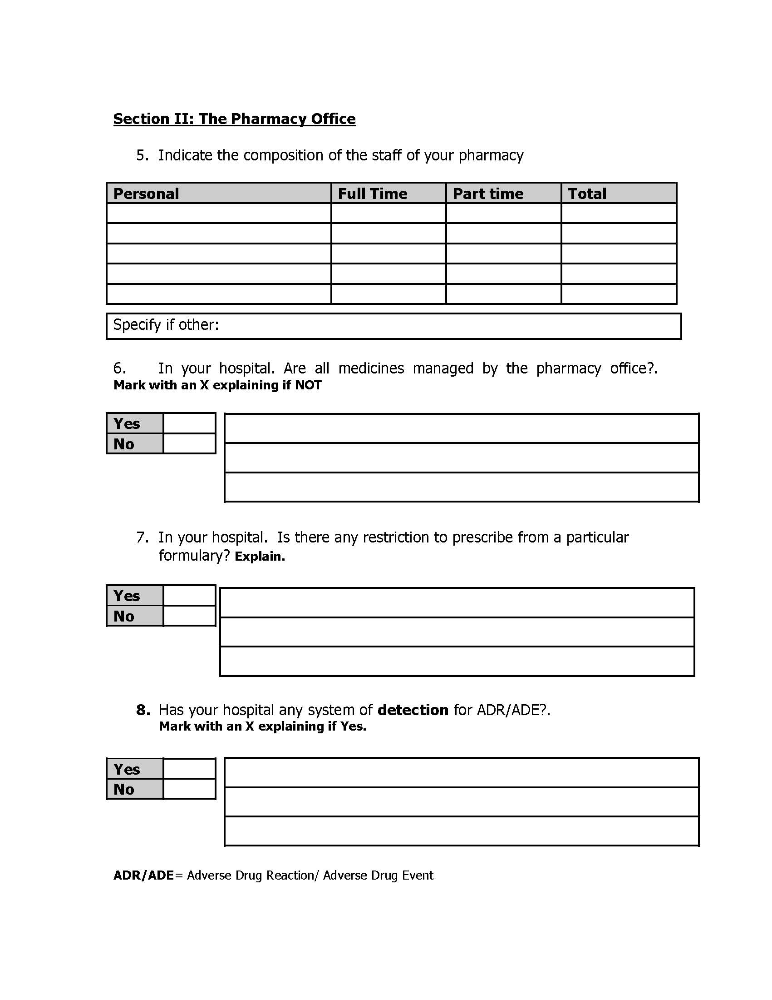 Section II: The Pharmacy Office
5. Indicate the composition of the staff of your pharmacy
Personal Full Time Part time Total
Specify if other:
6. In your hospital. Are all medicines managed by the pharmacy office?.
Mark with an X explaining if NOT
Yes
No
7. In your hospital. Is there any restriction to prescribe from a particular
formulary? Explain.
Yes
No
8. Has your hospital any system of detection for ADR/ADE?.
Mark with an X explaining if Yes.
Yes
No
ADR/ADE= Adverse Drug Reaction/ Adverse Drug Event